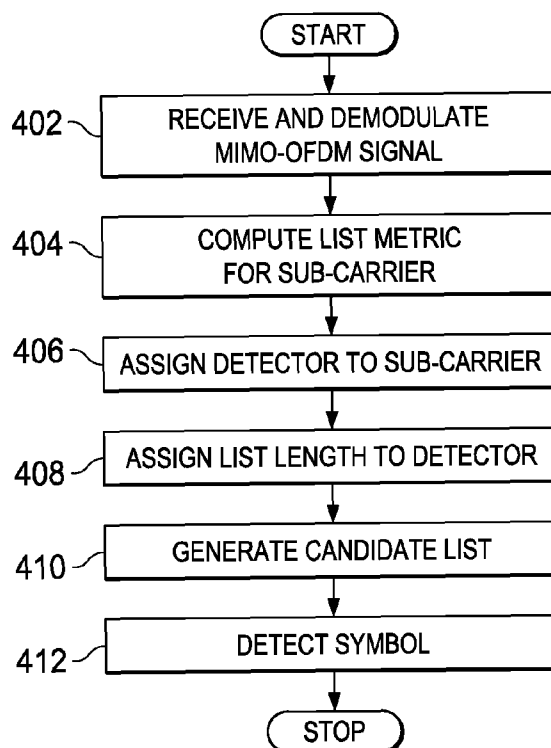 START
402
RECEIVE AND DEMODULATE
MIMO-OFDM SIGNAL
404
COMPUTE LIST METRIC
FOR SUB-CARRIER
406
ASSIGN DETECTOR TO SUB-CARRIER
408
ASSIGN LIST LENGTH TO DETECTOR
410
GENERATE CANDIDATE LIST
412
DETECT SYMBOL
STOP